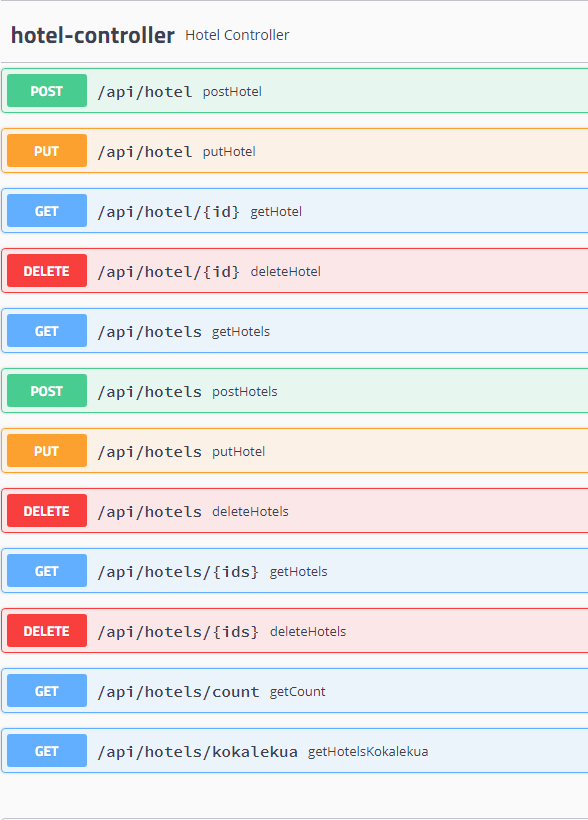 hotel-controller Hotel Controller
POST /api/hotel postHotel
PUT /api/hotel putHotel
GET /api/hotel/{id} getHotel
DELETE /api/hotel/{id} deleteHotel
GET /api/hotels getHotels
POST /api/hotels postHotels
PUT /api/hotels putHotel
DELETE /api/hotels deleteHotels
GET /api/hotels/{ids} getHotels
DELETE /api/hotels/{ids} deleteHotels
GET /api/hotels/count getCount
GET /api/hotels/kokalekua getHotelsKokalekua